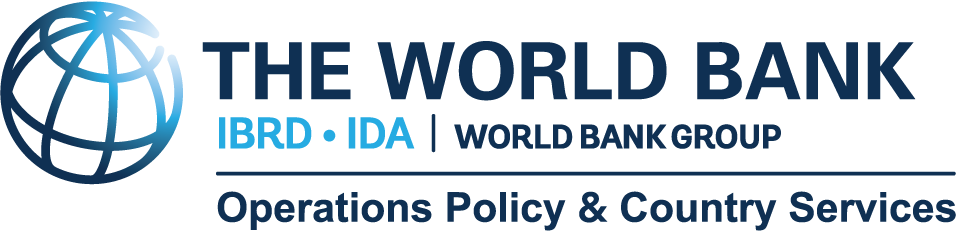 THE WORLD BANK
IBRD • IDA | WORLD BANK GROUP
Operations Policy & Country Services